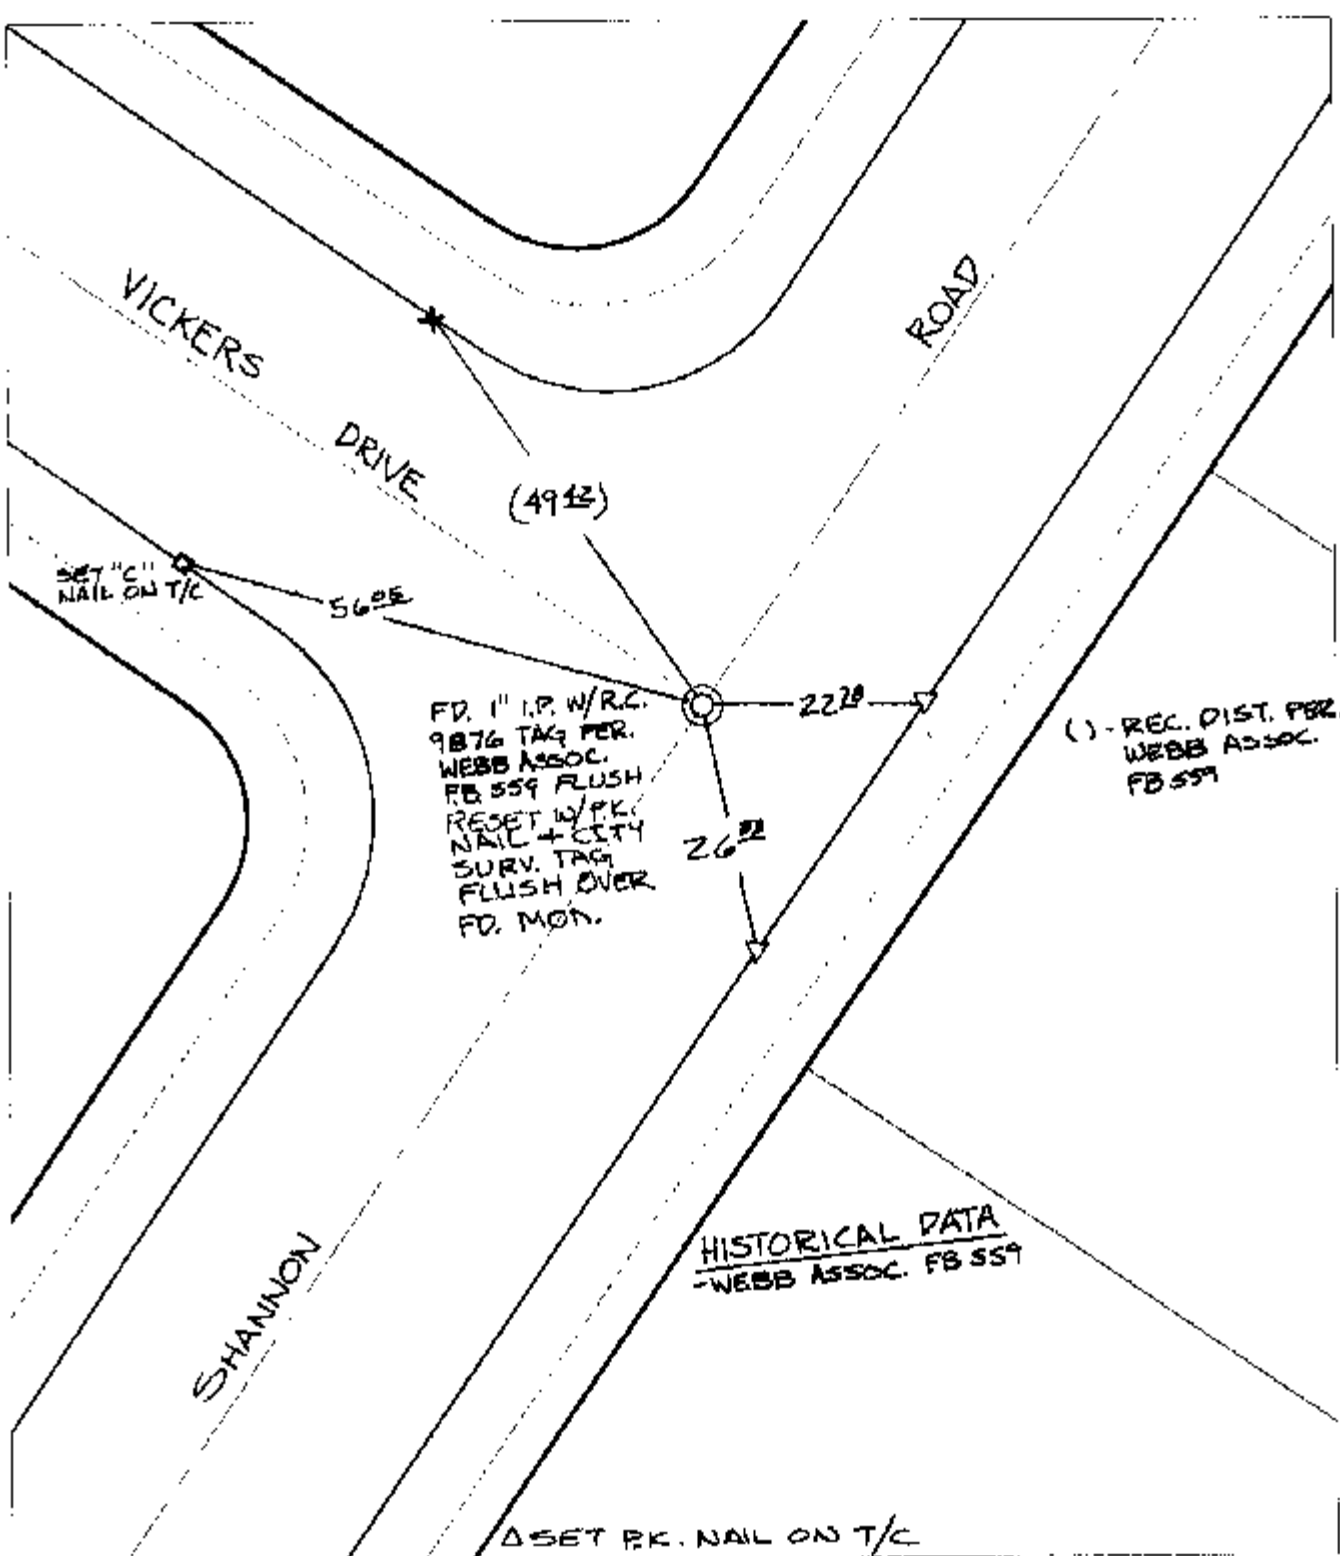 VICKERS
DRIVE
ROAD
(49 42)
SET "C"
NAIL ON T/C
56 05
22 28
FD. 1" I.P. W/R.C.
9876 TAG PER.
WEBB ASSOC.
FB 559 FLUSH
RESET W/P.K.
NAIL + CITY
SURV. TAG
FLUSH OVER
FD. MON.
26
( ) - REC. DIST. PER.
WEBB ASSOC.
FB 559
HISTORICAL DATA
-WEBB ASSOC. FB 559
SHANNON
△ SET P.K. NAIL ON T/C